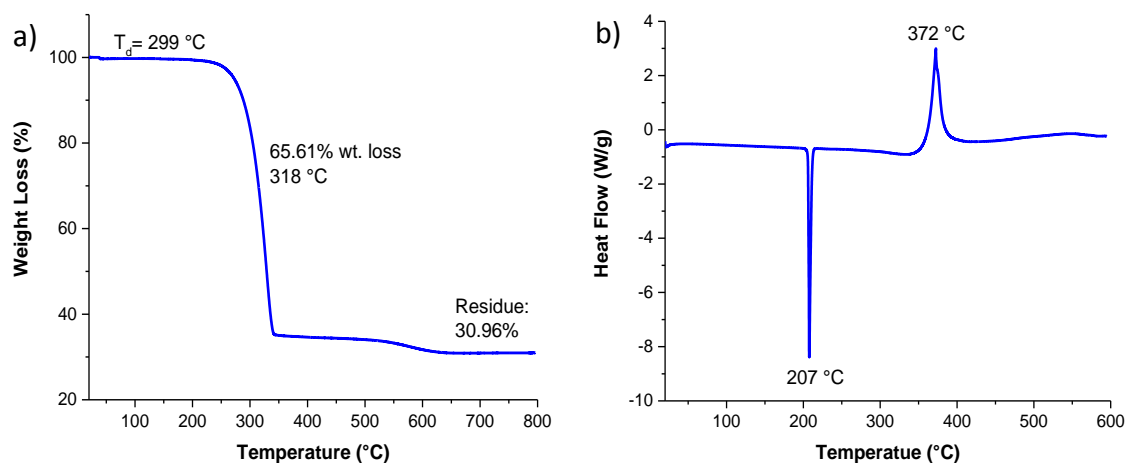 a)
T_d= 299 °C
65.61% wt. loss
318 °C
Residue:
30.96%
Weight Loss (%)
100
80
60
40
20
100 200 300 400 500 600 700 800
Temperature (°C)
b)
372 °C
207 °C
Heat Flow (W/g)
4
2
0
-2
-4
-6
-8
-10
100 200 300 400 500 600
Temperatue (°C)